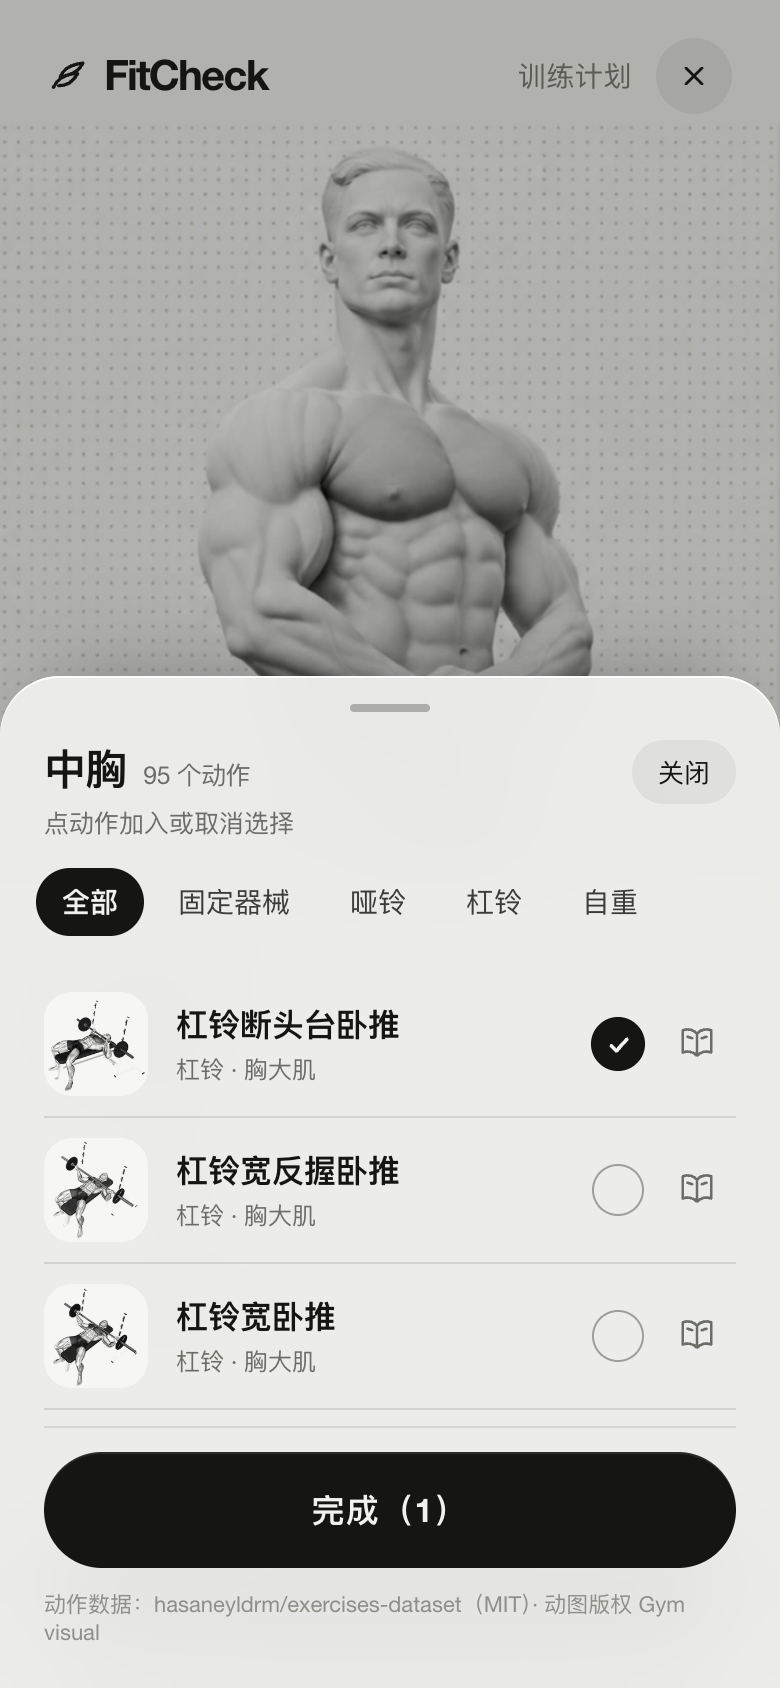 FitCheck
训练计划
中胸 95 个动作
关闭
点动作加入或取消选择
全部 固定器械 哑铃 杠铃 自重
杠铃断头台卧推
杠铃 · 胸大肌
杠铃宽反握卧推
杠铃 · 胸大肌
杠铃宽卧推
杠铃 · 胸大肌
完成（1）
动作数据：hasaneyldrm/exercises-dataset（MIT）· 动图版权 Gym
visual